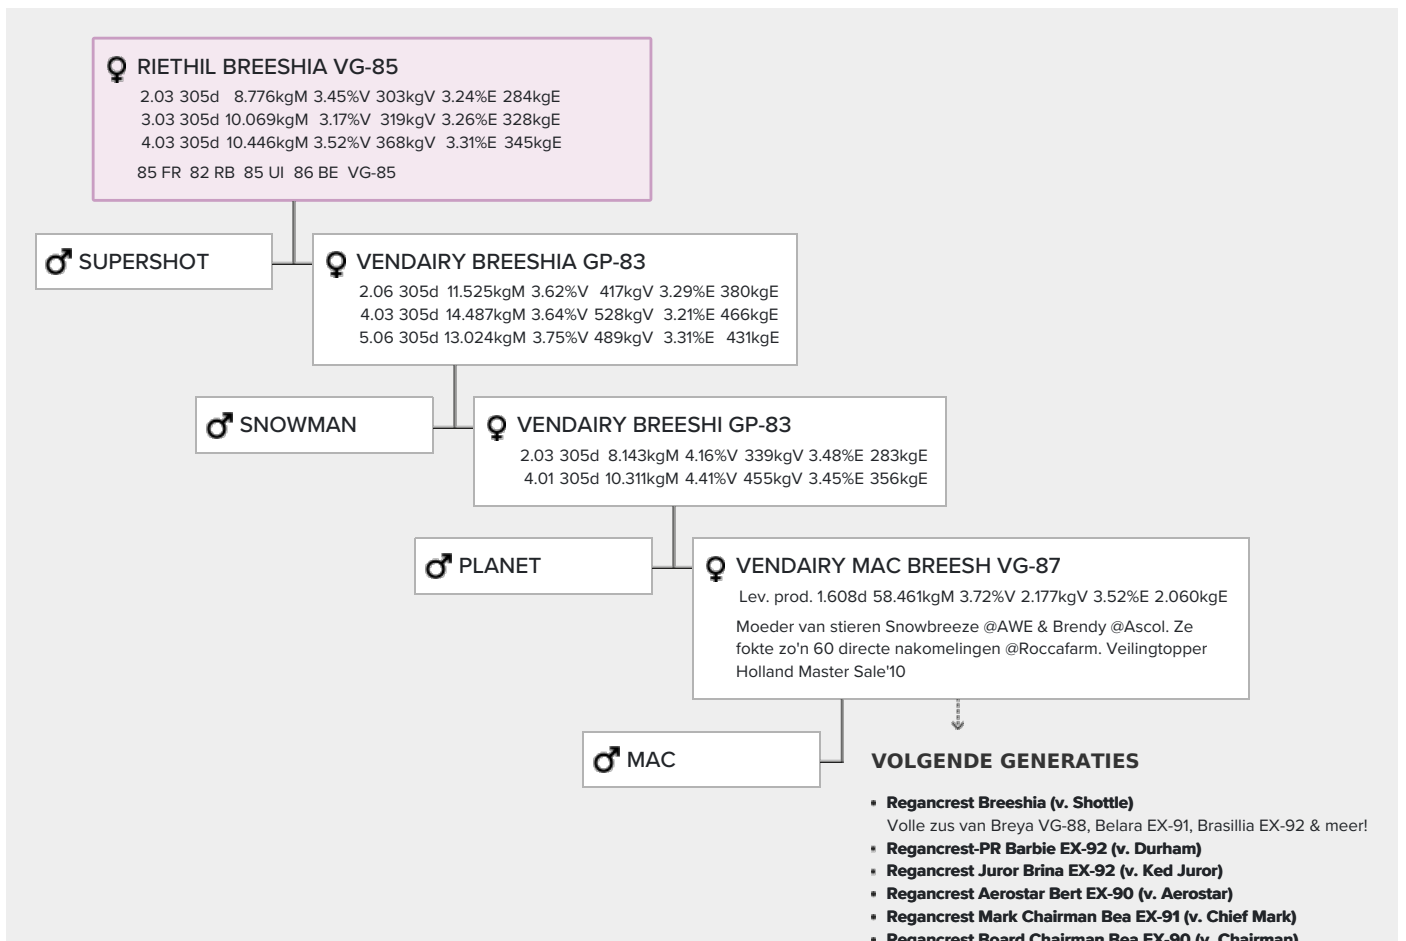 RIETHIL BREESHIA VG-85
2.03 305d 8.776kgM 3.45%V 303kgV 3.24%E 284kgE
3.03 305d 10.069kgM 3.17%V 319kgV 3.26%E 328kgE
4.03 305d 10.446kgM 3.52%V 368kgV 3.31%E 345kgE
85 FR 82 RB 85 UI 86 BE VG-85
SUPERSHOT
VENDAIRY BREESHIA GP-83
2.06 305d 11.525kgM 3.62%V 417kgV 3.29%E 380kgE
4.03 305d 14.487kgM 3.64%V 528kgV 3.21%E 466kgE
5.06 305d 13.024kgM 3.75%V 489kgV 3.31%E 431kgE
SNOWMAN
VENDAIRY BREESHI GP-83
2.03 305d 8.143kgM 4.16%V 339kgV 3.48%E 283kgE
4.01 305d 10.311kgM 4.41%V 455kgV 3.45%E 356kgE
PLANET
VENDAIRY MAC BREESH VG-87
Lev. prod. 1.608d 58.461kgM 3.72%V 2.177kgV 3.52%E 2.060kgE
Moeder van stieren Snowbreeze @AWE & Brendy @Ascol. Ze
fokte zo'n 60 directe nakomelingen @Roccafarm. Veilingtopper
Holland Master Sale'10
MAC
VOLGENDE GENERATIES
Regancrest Breeshia (v. Shottle)
Volle zus van Breya VG-88, Belara EX-91, Brasillia EX-92 & meer!
Regancrest-PR Barbie EX-92 (v. Durham)
Regancrest Juror Brina EX-92 (v. Ked Juror)
Regancrest Aerostar Bert EX-90 (v. Aerostar)
Regancrest Mark Chairman Bea EX-91 (v. Chief Mark)
Regancrest Board Chairman Bea EX-90 (v. Chairman)